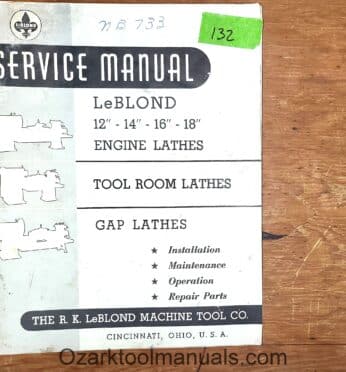 NB 733
132
LeBLOND
SERVICE MANUAL
LeBLOND
12" - 14" - 16" - 18"
ENGINE LATHES
TOOL ROOM LATHES
GAP LATHES
★ Installation
★ Maintenance
★ Operation
★ Repair Parts
THE R. K. LeBLOND MACHINE TOOL CO.
CINCINNATI, OHIO, U. S. A.
Ozarktoolmanuals.com